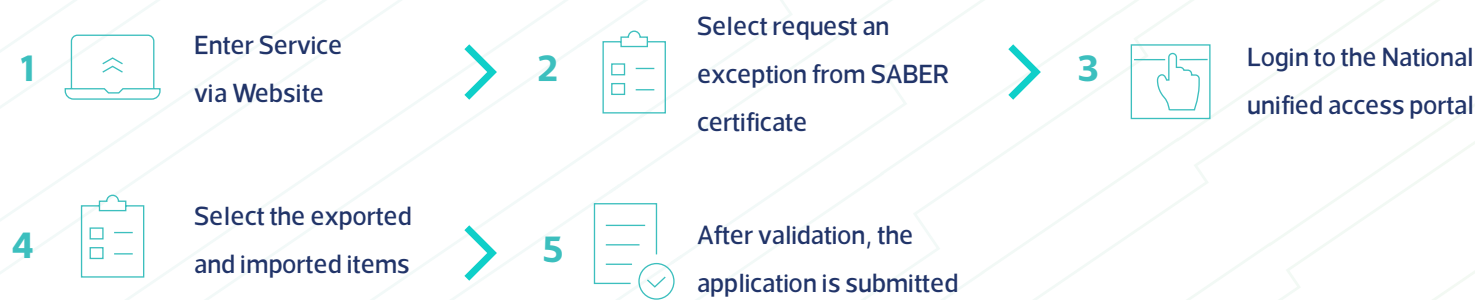 1
Enter Service
via Website
2
Select request an
exception from SABER
certificate
3
Login to the National
unified access portal
4
Select the exported
and imported items
5
After validation, the
application is submitted